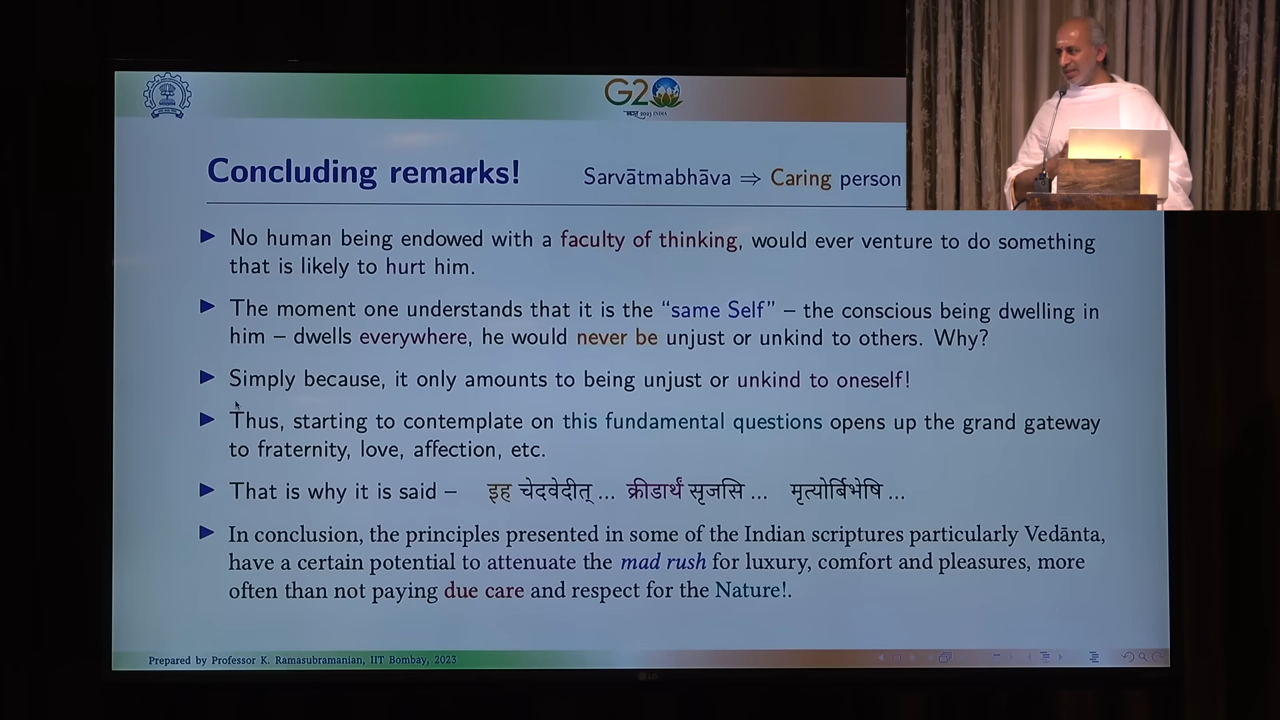 G20
भारत 2023 INDIA
Concluding remarks!
Sarvātmabhāva ⇒ Caring person
▶ No human being endowed with a faculty of thinking, would ever venture to do something
that is likely to hurt him.
▶ The moment one understands that it is the “same Self” – the conscious being dwelling in
him – dwells everywhere, he would never be unjust or unkind to others. Why?
▶ Simply because, it only amounts to being unjust or unkind to oneself!
▶ Thus, starting to contemplate on this fundamental questions opens up the grand gateway
to fraternity, love, affection, etc.
▶ That is why it is said – इह चेदवेदीत् ... क्रीडार्थं सृजसि ... मृत्योर्बिभेषि ...
▶ In conclusion, the principles presented in some of the Indian scriptures particularly Vedānta,
have a certain potential to attenuate the mad rush for luxury, comfort and pleasures, more
often than not paying due care and respect for the Nature!.
Prepared by Professor K. Ramasubramanian, IIT Bombay, 2023
LG